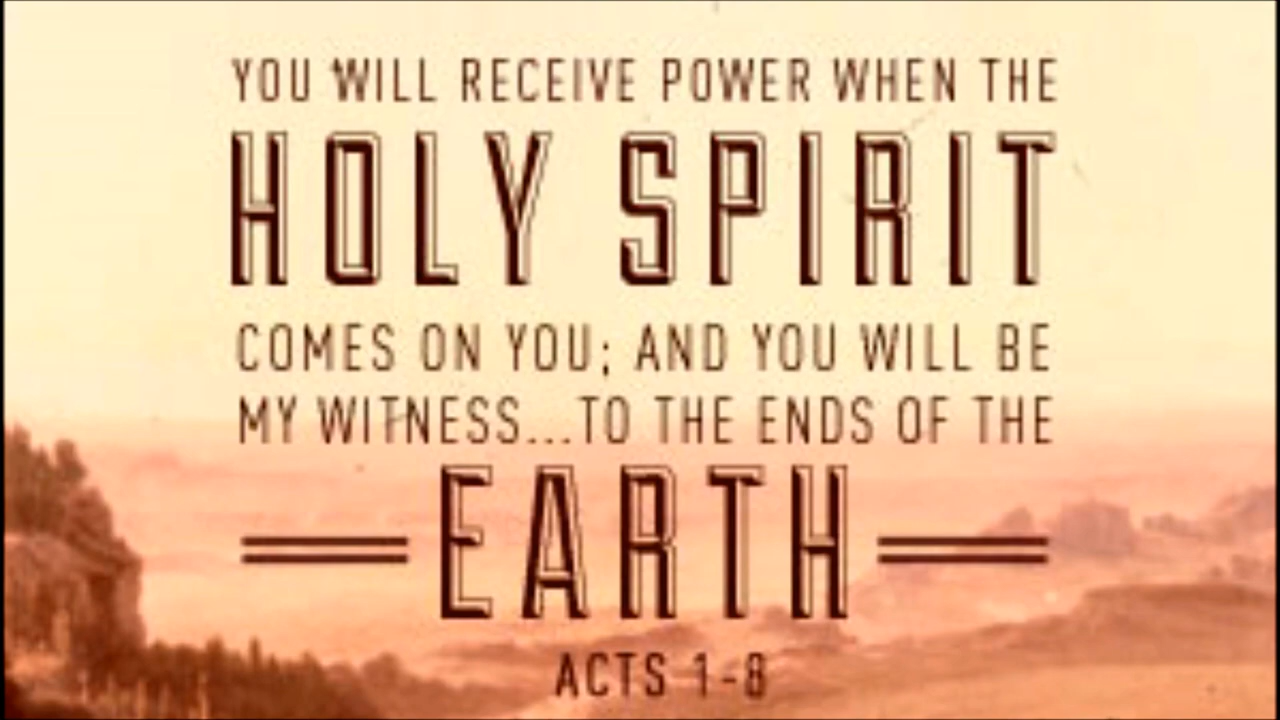 YOU WILL RECEIVE POWER WHEN THE
HOLY SPIRIT
COMES ON YOU; AND YOU WILL BE
MY WITNESS...TO THE ENDS OF THE
EARTH
ACTS 1-8